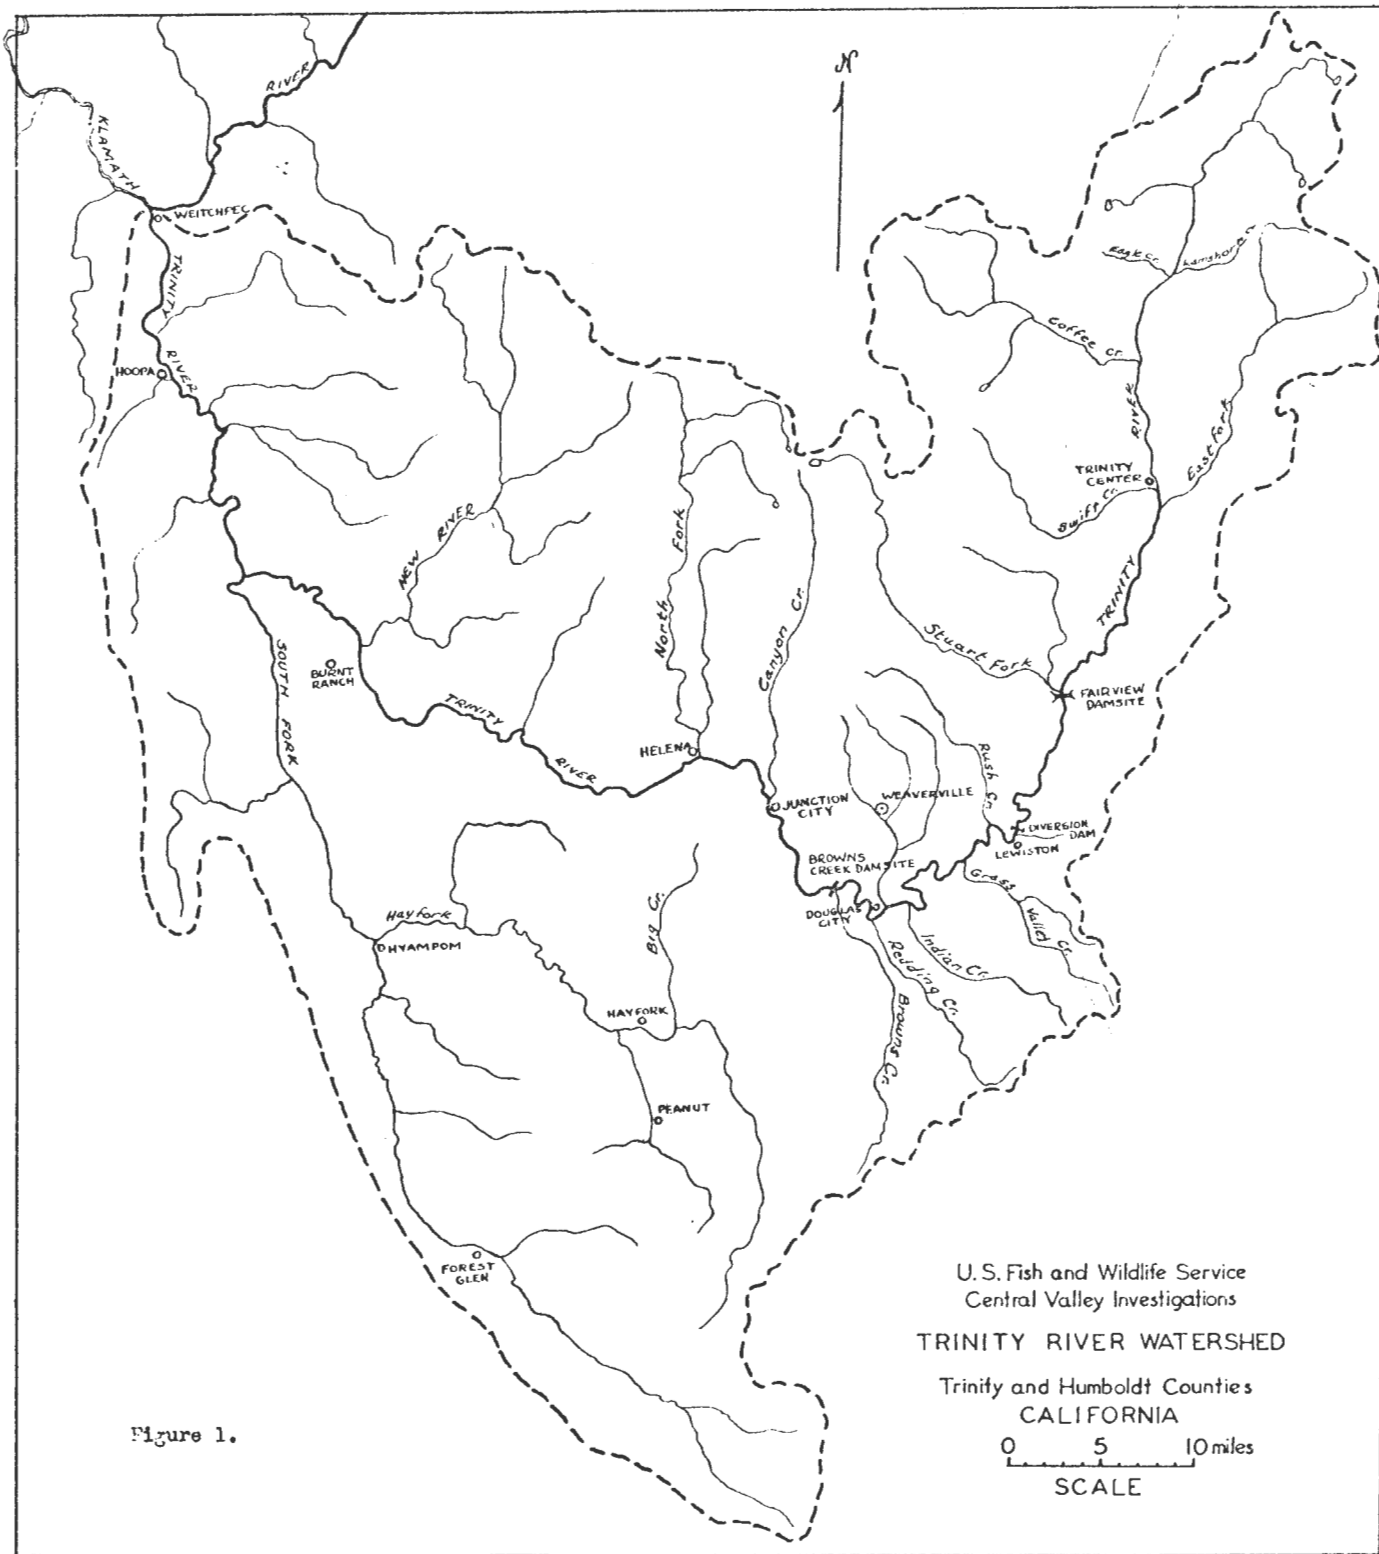 N
KLAMATH
RIVER
WEITCHPEC
TRINITY
RIVER
HOOPA
NEW RIVER
North Fork
Canyon Cr.
Eagle Cr.
Coffee Cr.
RIVER
East Fork
TRINITY
CENTER
Swift Cr.
TRINITY
Stuart Fork
FAIRVIEW
DAMSITE
SOUTH FORK
BURNT
RANCH
TRINITY
RIVER
HELENA
JUNCTION
CITY
WEAVERVILLE
Rush Cr.
DIVERSION
DAM
LEWISTON
BROWNS
CREEK DAMSITE
DOUGLAS
CITY
Grass
Valley
Cr.
Indian Cr.
Redding Cr.
Browns Cr.
Hayfork
HYAMPOM
Big Cr.
HAYFORK
PEANUT
FOREST
GLEN
U. S. Fish and Wildlife Service
Central Valley Investigations
TRINITY RIVER WATERSHED
Trinity and Humboldt Counties
CALIFORNIA
0 5 10 miles
SCALE
Figure 1.